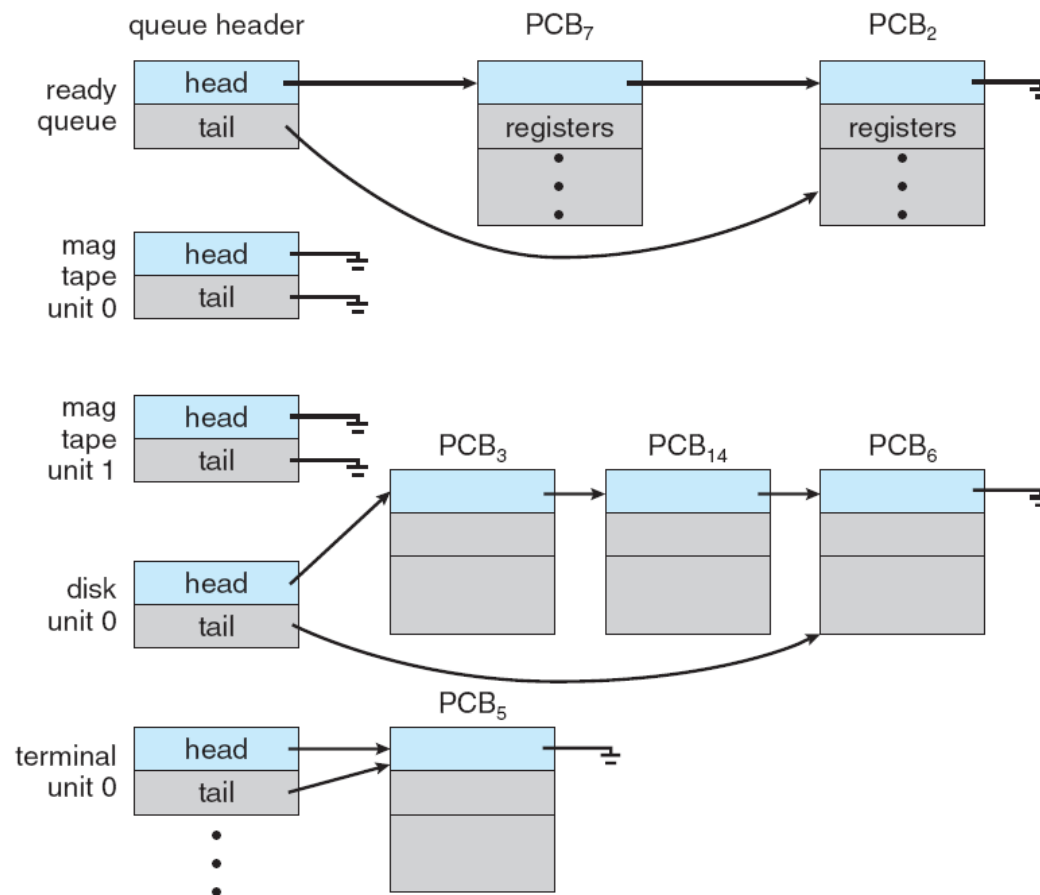 queue header
PCB₇
PCB₂
ready
queue
head
tail
registers
registers
mag
tape
unit 0
head
tail
mag
tape
unit 1
head
tail
PCB₃
PCB₁₄
PCB₆
disk
unit 0
head
tail
PCB₅
terminal
unit 0
head
tail